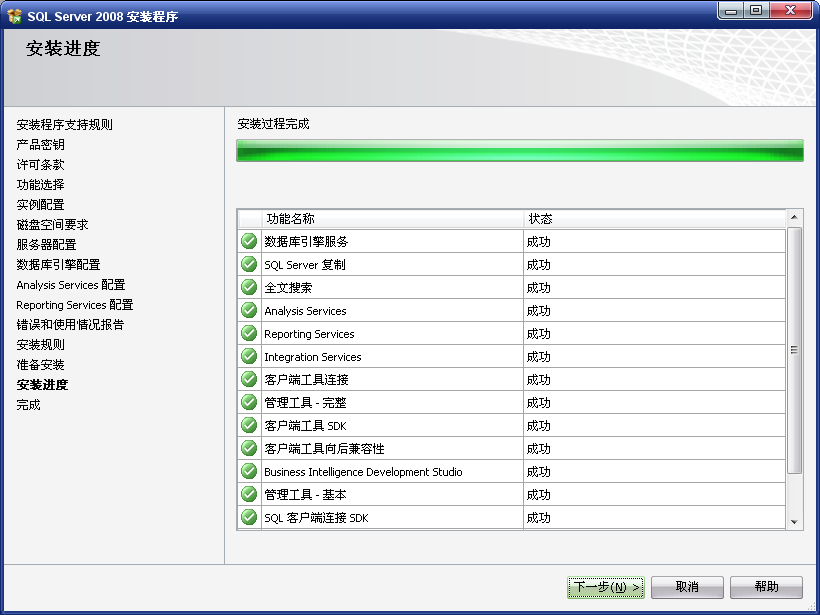 SQL Server 2008 安装程序
安装进度
安装程序支持规则
产品密钥
许可条款
功能选择
实例配置
磁盘空间要求
服务器配置
数据库引擎配置
Analysis Services 配置
Reporting Services 配置
错误和使用情况报告
安装规则
准备安装
安装进度
完成
安装过程完成
功能名称 状态
数据库引擎服务 成功
SQL Server 复制 成功
全文搜索 成功
Analysis Services 成功
Reporting Services 成功
Integration Services 成功
客户端工具连接 成功
管理工具 - 完整 成功
客户端工具 SDK 成功
客户端工具向后兼容性 成功
Business Intelligence Development Studio 成功
管理工具 - 基本 成功
SQL 客户端连接 SDK 成功
下一步(N) > 取消 帮助